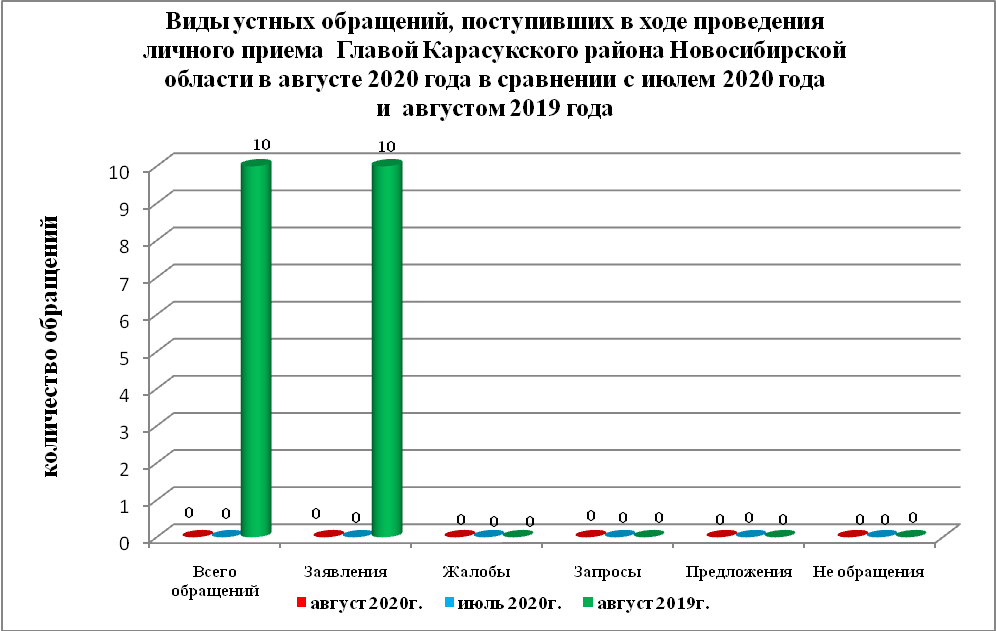 Виды устных обращений, поступивших в ходе проведения
личного приема Главой Карасукского района Новосибирской
области в августе 2020 года в сравнении с июлем 2020 года
и августом 2019 года
количество обращений
10
9
8
7
6
5
4
3
2
1
0
0 0 10
0 0 10
0 0 0
0 0 0
0 0 0
0 0 0
Всего
обращений
Заявления
Жалобы
Запросы
Предложения
Не обращения
август 2020г.
июль 2020г.
август 2019г.